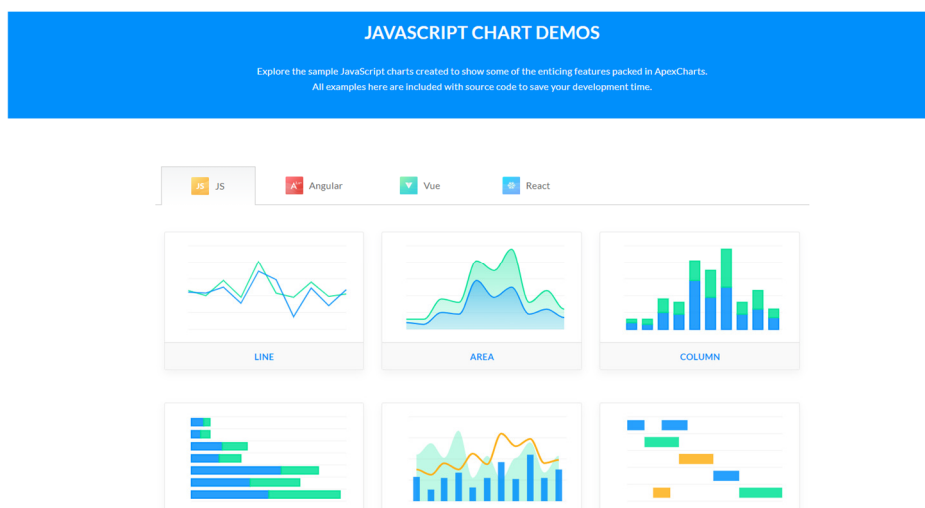 JAVASCRIPT CHART DEMOS
Explore the sample JavaScript charts created to show some of the enticing features packed in ApexCharts.
All examples here are included with source code to save your development time.
JS JS
A Angular
Vue
React
LINE
AREA
COLUMN